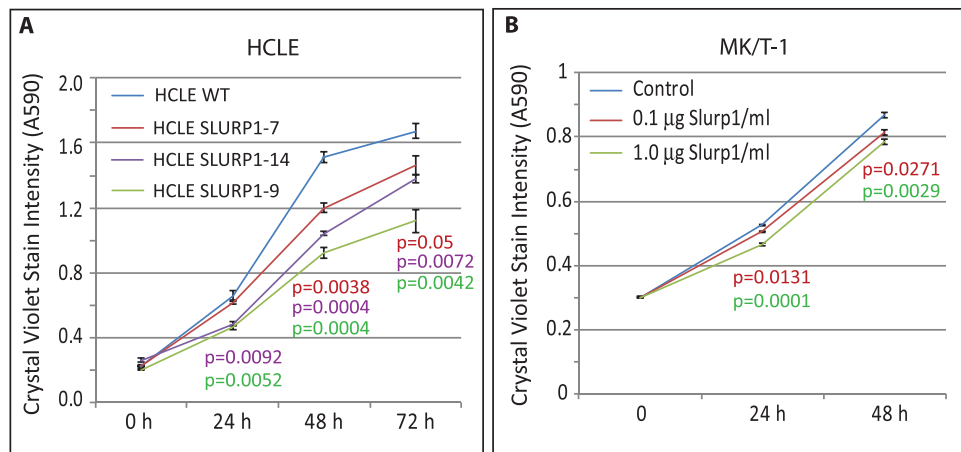 A
HCLE
Crystal Violet Stain Intensity (A590)
2.0
1.6
1.2
0.8
0.4
0.0
HCLE WT
HCLE SLURP1-7
HCLE SLURP1-14
HCLE SLURP1-9
p=0.0092
p=0.0052
p=0.0038
p=0.0004
p=0.0004
p=0.05
p=0.0072
p=0.0042
0 h 24 h 48 h 72 h
B
MK/T-1
Crystal Violet Stain Intensity (A590)
1
0.8
0.6
0.4
0.2
0
Control
0.1 µg Slurp1/ml
1.0 µg Slurp1/ml
p=0.0131
p=0.0001
p=0.0271
p=0.0029
0 24 h 48 h